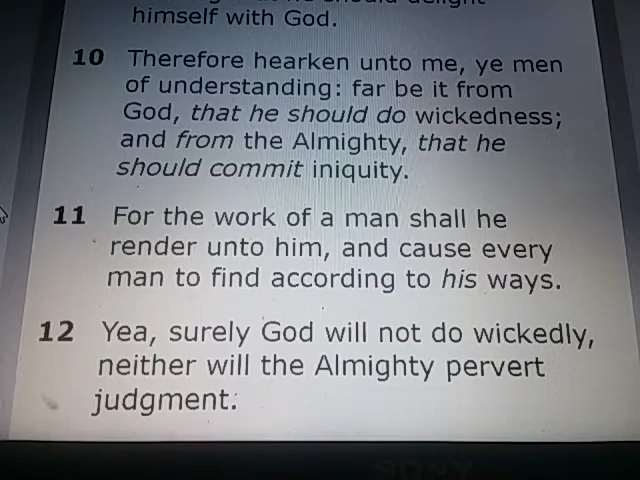 himself with God.
10 Therefore hearken unto me, ye men
of understanding: far be it from
God, that he should do wickedness;
and from the Almighty, that he
should commit iniquity.
11 For the work of a man shall he
render unto him, and cause every
man to find according to his ways.
12 Yea, surely God will not do wickedly,
neither will the Almighty pervert
judgment.
SONY